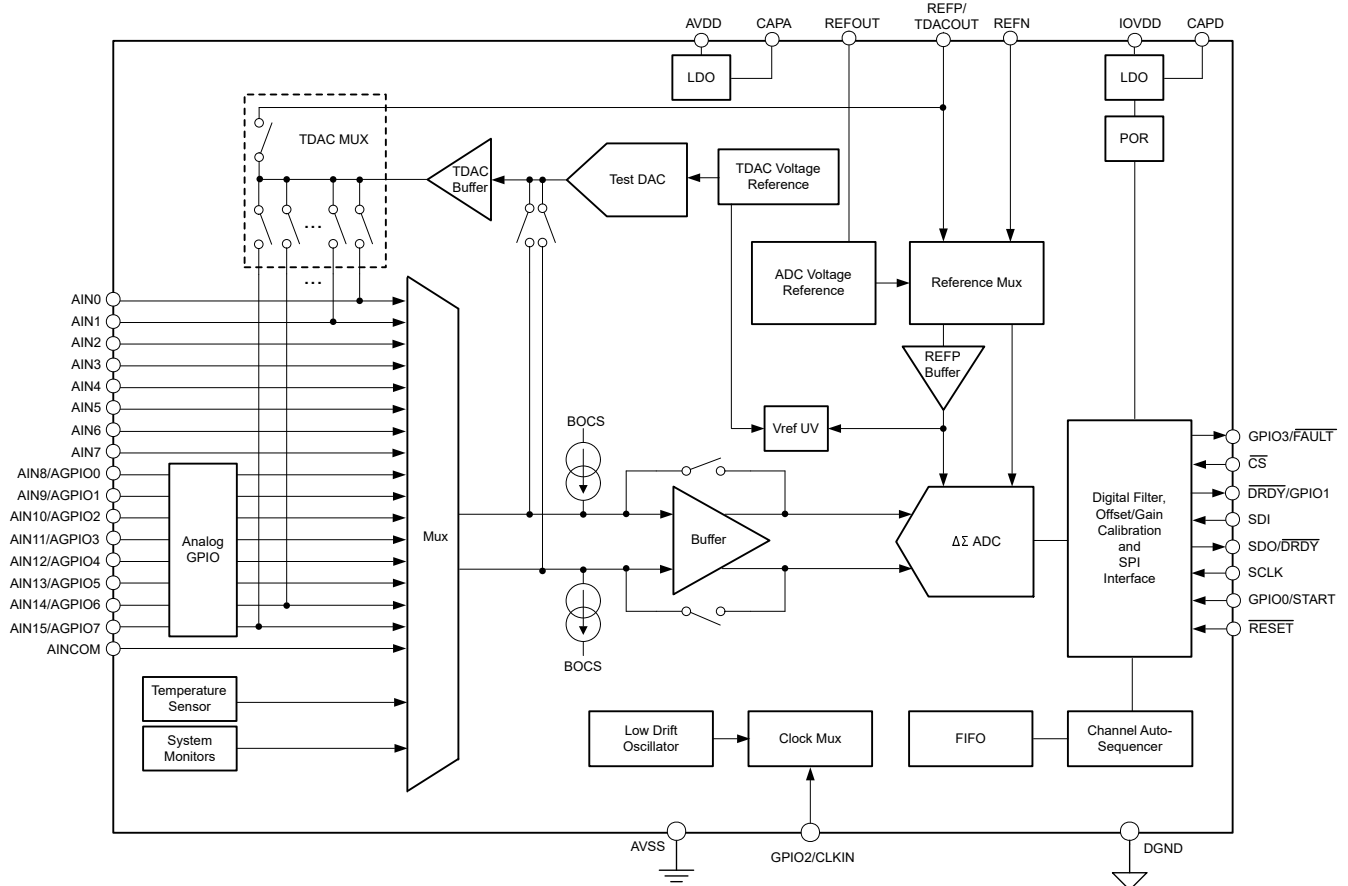 REFP/
AVDD CAPA REFOUT TDACOUT REFN IOVDD CAPD
LDO
LDO
POR
TDAC MUX
TDAC
Buffer
Test DAC
TDAC Voltage
Reference
...
...
ADC Voltage
Reference
Reference Mux
REFP
Buffer
Vref UV
AIN0
AIN1
AIN2
AIN3
AIN4
AIN5
AIN6
AIN7
AIN8/AGPIO0
AIN9/AGPIO1
AIN10/AGPIO2
AIN11/AGPIO3
AIN12/AGPIO4
AIN13/AGPIO5
AIN14/AGPIO6
AIN15/AGPIO7
AINCOM
Analog
GPIO
Temperature
Sensor
System
Monitors
Mux
BOCS
Buffer
BOCS
ΔΣ ADC
Digital Filter,
Offset/Gain
Calibration
and
SPI
Interface
GPIO3/FAULT
CS
DRDY/GPIO1
SDI
SDO/DRDY
SCLK
GPIO0/START
RESET
Low Drift
Oscillator
Clock Mux
FIFO
Channel Auto-
Sequencer
AVSS
GPIO2/CLKIN
DGND